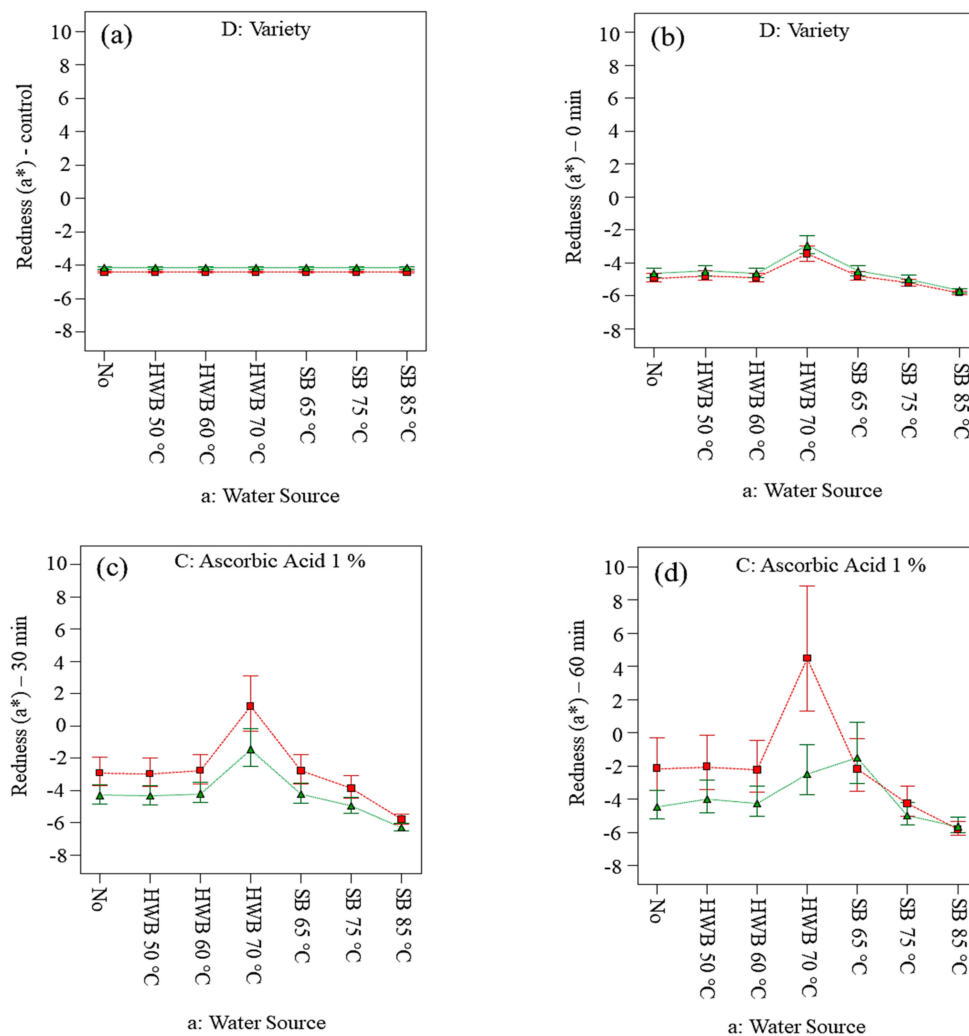 (a)
D: Variety
Redness (a*) - control
10
8
6
4
2
0
-2
-4
-6
-8
No
HWB 50 °C
HWB 60 °C
HWB 70 °C
SB 65 °C
SB 75 °C
SB 85 °C
a: Water Source
(b)
D: Variety
Redness (a*) – 0 min
10
8
6
4
2
0
-2
-4
-6
-8
No
HWB 50 °C
HWB 60 °C
HWB 70 °C
SB 65 °C
SB 75 °C
SB 85 °C
a: Water Source
(c)
C: Ascorbic Acid 1 %
Redness (a*) – 30 min
10
8
6
4
2
0
-2
-4
-6
-8
No
HWB 50 °C
HWB 60 °C
HWB 70 °C
SB 65 °C
SB 75 °C
SB 85 °C
a: Water Source
(d)
C: Ascorbic Acid 1 %
Redness (a*) – 60 min
10
8
6
4
2
0
-2
-4
-6
-8
No
HWB 50 °C
HWB 60 °C
HWB 70 °C
SB 65 °C
SB 75 °C
SB 85 °C
a: Water Source